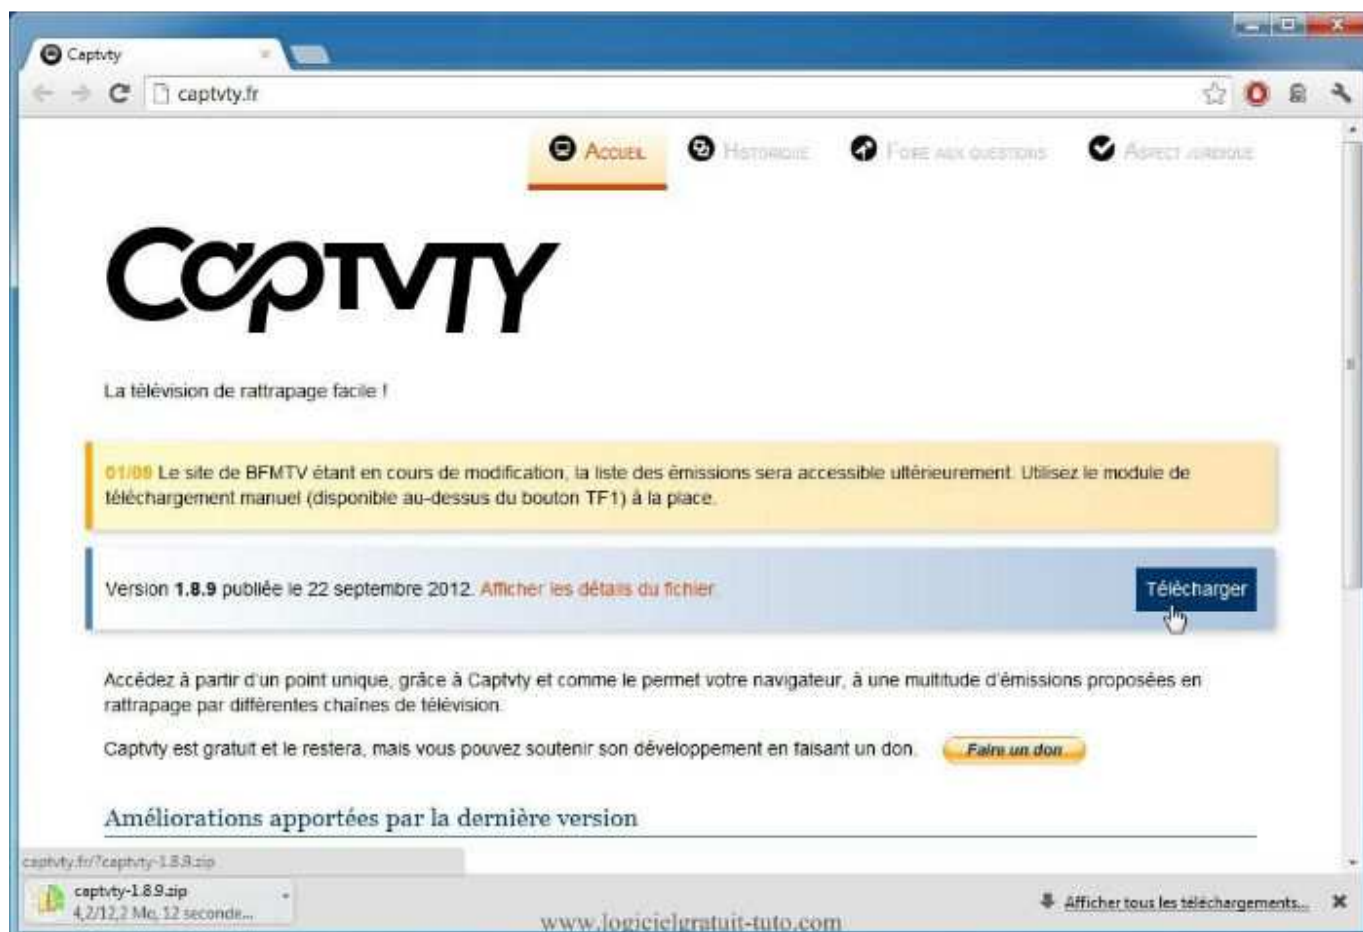 Captvty
captvty.fr
ACCUEIL
HISTORIQUE
FOIRE AUX QUESTIONS
ASPECT JURIDIQUE
CAPTVTY
La télévision de rattrapage facile !
01/09 Le site de BFMTV étant en cours de modification, la liste des émissions sera accessible ultérieurement. Utilisez le module de
téléchargement manuel (disponible au-dessus du bouton TF1) à la place.
Version 1.8.9 publiée le 22 septembre 2012. Afficher les détails du fichier.
Télécharger
Accédez à partir d'un point unique, grâce à Captvty et comme le permet votre navigateur, à une multitude d'émissions proposées en
rattrapage par différentes chaînes de télévision.
Captvty est gratuit et le restera, mais vous pouvez soutenir son développement en faisant un don.
Faire un don
Améliorations apportées par la dernière version
captvty.fr/?captvty-1.8.9.zip
captvty-1.8.9.zip
4,2/12,2 Mo, 12 seconde...
Afficher tous les téléchargements...
www.logicielgratuit-tuto.com